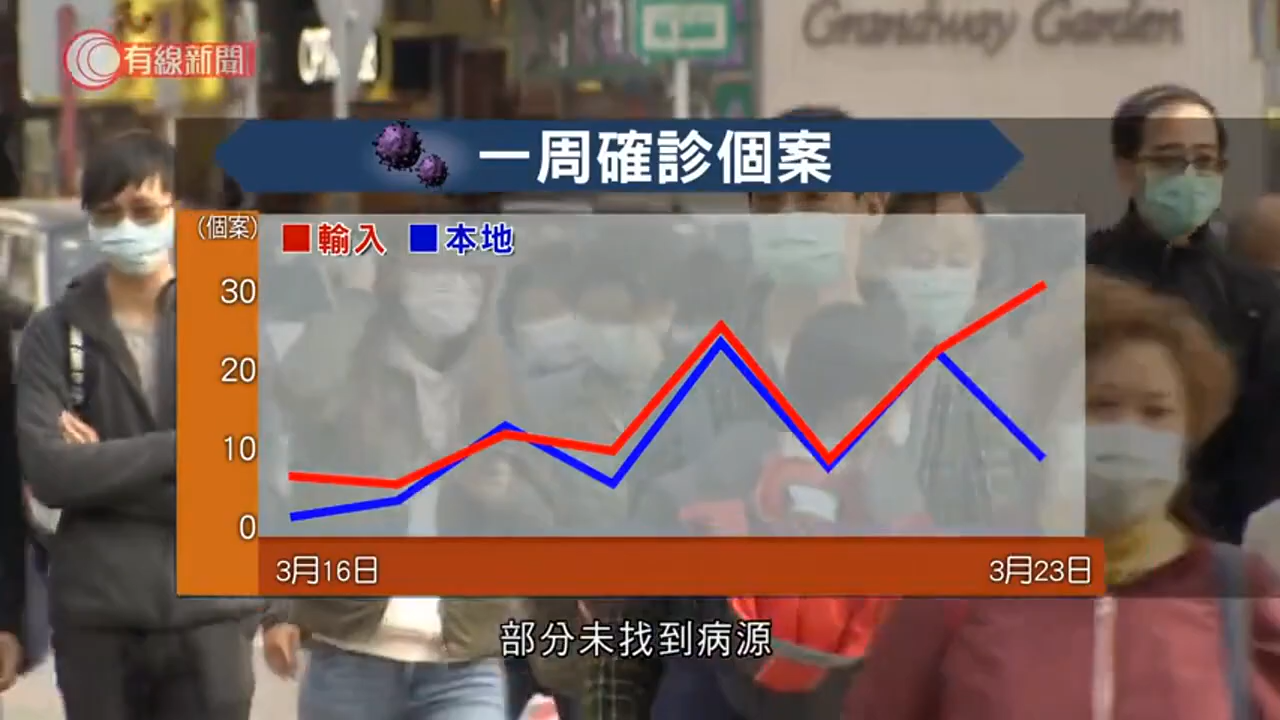 Grandway Garden
有線新聞
一周確診個案
(個案)
輸入 本地
30
20
10
0
3月16日 3月23日
部分未找到病源